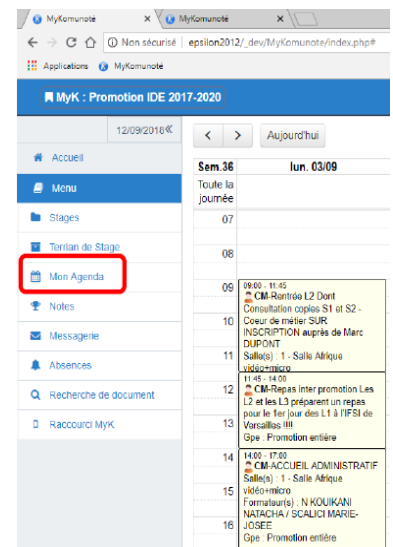 MyKomunoté
MyKomunoté
Non sécurisé
epsilon2012/_dev/MyKomunote/index.php#
Applications
MyKomunoté
MyK : Promotion IDE 2017-2020
12/09/2018
Aujourd'hui
Accueil
Sem.36
lun. 03/09
Menu
Toute la
journée
Stages
07
Terrian de Stage
08
Mon Agenda
Notes
Messagerie
Absences
Recherche de document
Raccourci MyK
09
09:00 - 11:45
CM-Rentrée L2 Dont
Consultation copies S1 et S2 -
10
Coeur de métier SUR
INSCRIPTION auprès de Marc
DUPONT
11
Salle(s) : 1 - Salle Afrique
vidéo+micro
11:45 - 14:00
12
CM-Repas inter promotion Les
L2 et les L3 préparent un repas
pour le 1er jour des L1 à l'IFSI de
13
Versailles !!!!
Gpe : Promotion entière
14
14:00 - 17:00
CM-ACCUEIL ADMINISTRATIF
Salle(s) : 1 - Salle Afrique
15
vidéo+micro
Formateur(s) : N KOUIKANI
NATACHA / SCALICI MARIE-
16
JOSEE
Gpe : Promotion entière